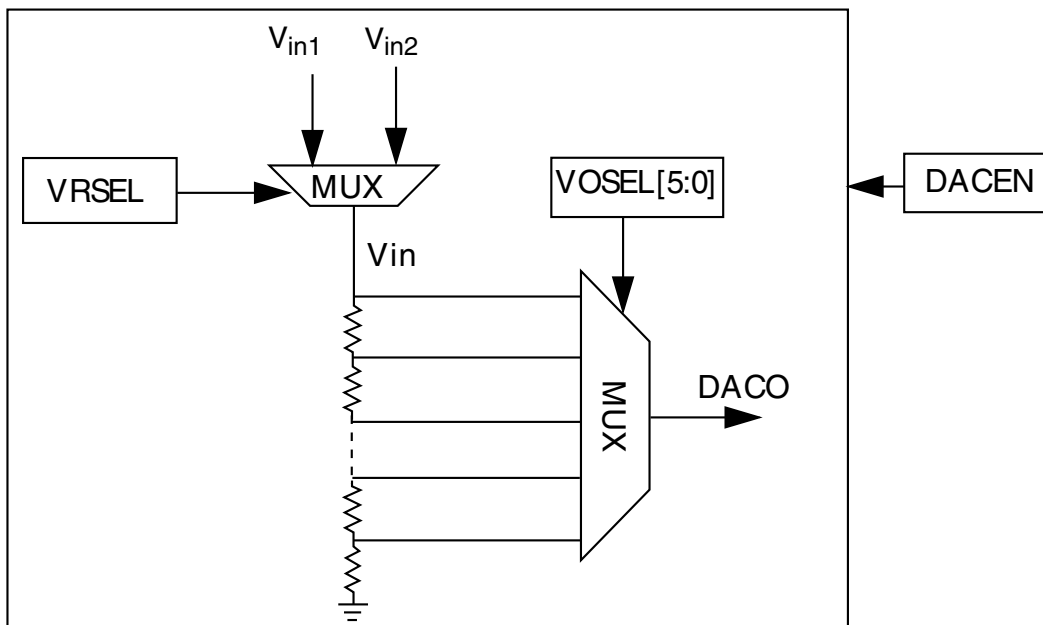 Vin1 Vin2
VRSEL
MUX
VOSEL[5:0]
DACEN
Vin
MUX
DACO